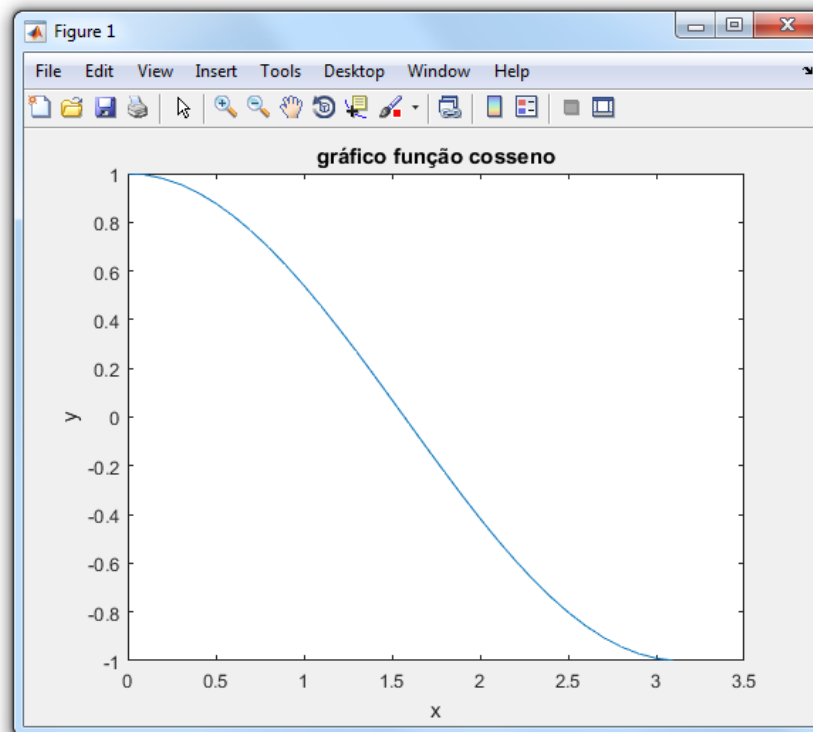 Figure 1
File Edit View Insert Tools Desktop Window Help
gráfico função cosseno
1
0.8
0.6
0.4
0.2
0
-0.2
-0.4
-0.6
-0.8
-1
y
0 0.5 1 1.5 2 2.5 3 3.5
x